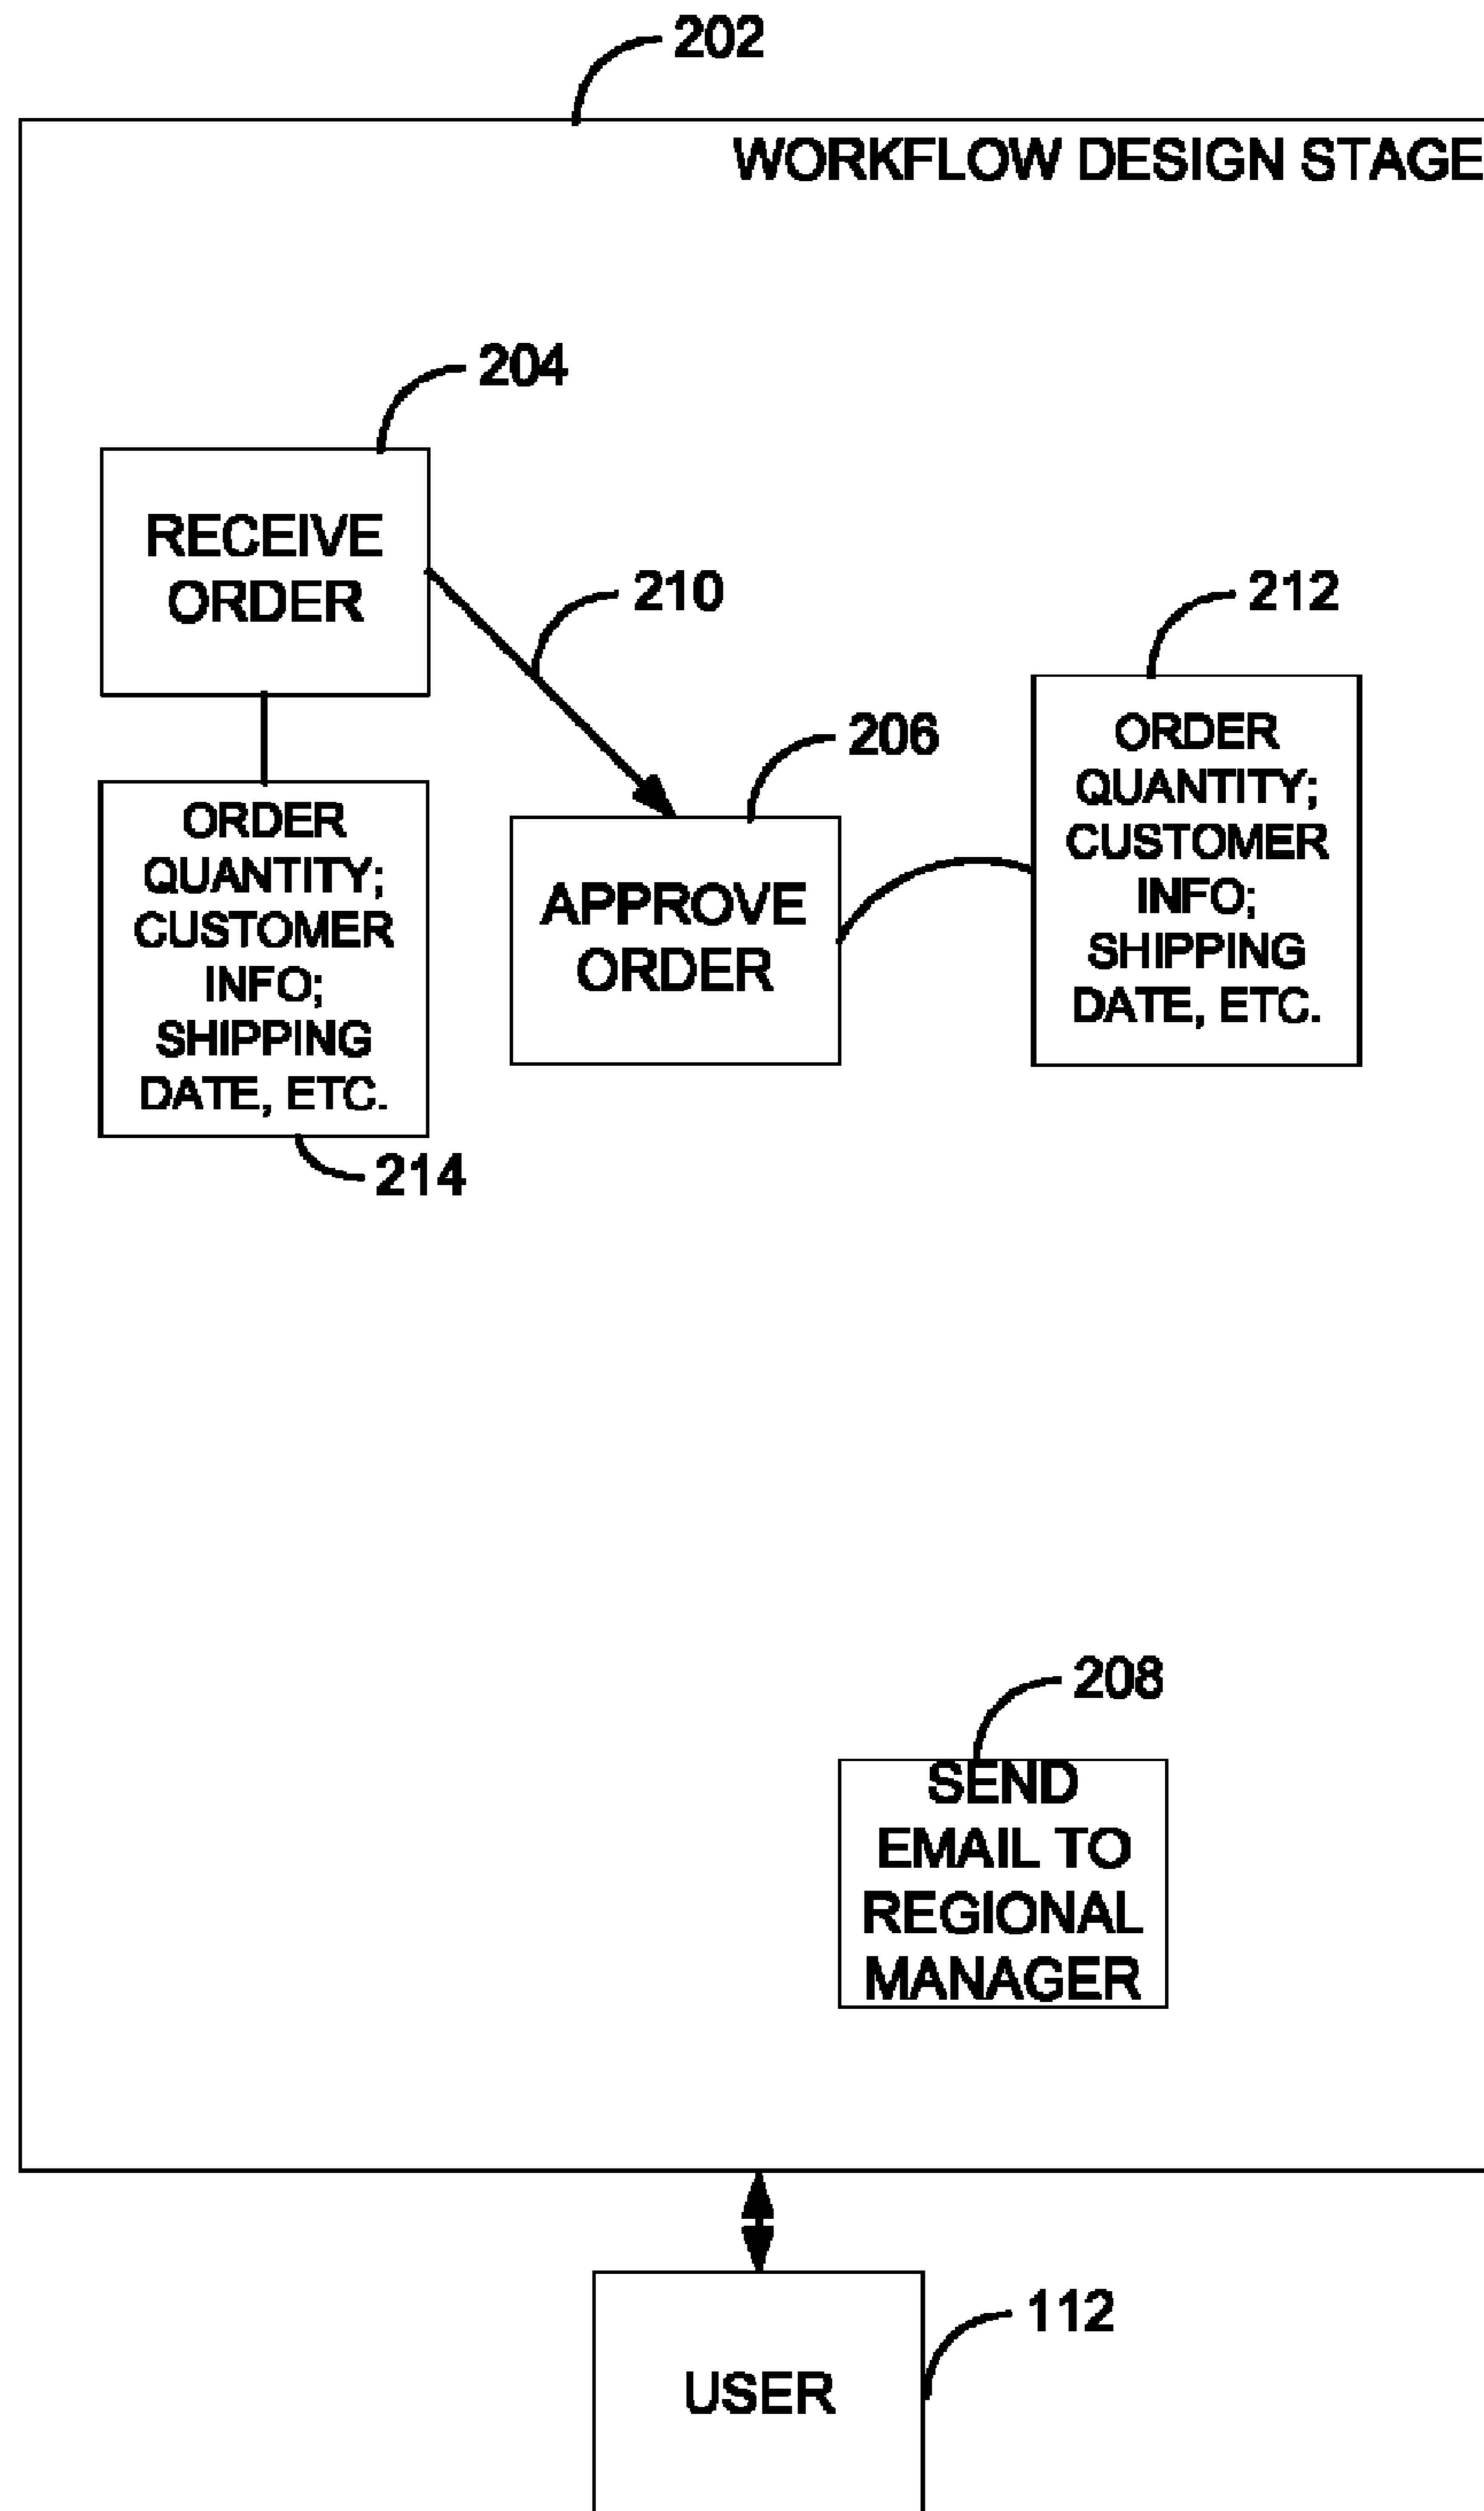 202
WORKFLOW DESIGN STAGE
204
RECEIVE
ORDER
210
212
206
ORDER
QUANTITY;
CUSTOMER
INFO;
SHIPPING
DATE, ETC.
ORDER
QUANTITY;
CUSTOMER
INFO;
SHIPPING
DATE, ETC.
APPROVE
ORDER
214
208
SEND
EMAIL TO
REGIONAL
MANAGER
112
USER